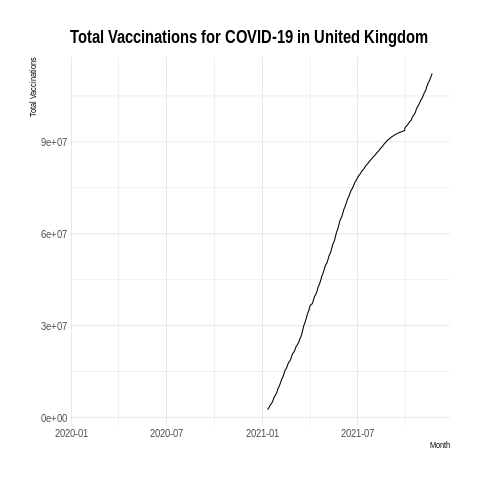 Total Vaccinations for COVID-19 in United Kingdom
Total Vaccinations
9e+07
6e+07
3e+07
0e+00
2020-01 2020-07 2021-01 2021-07
Month